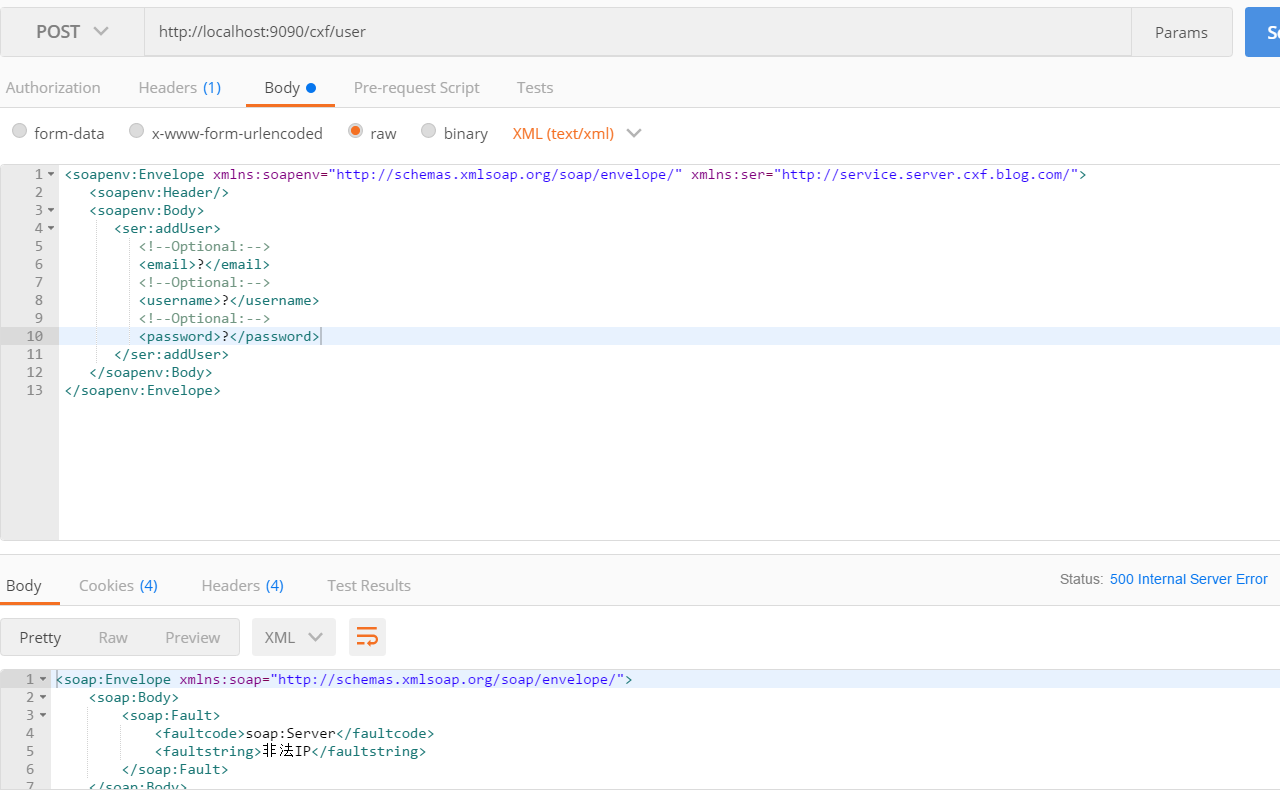 POST http://localhost:9090/cxf/user Params
Authorization Headers (1) Body Pre-request Script Tests
form-data x-www-form-urlencoded raw binary XML (text/xml)
1 <soapenv:Envelope xmlns:soapenv="http://schemas.xmlsoap.org/soap/envelope/" xmlns:ser="http://service.server.cxf.blog.com/">
2 <soapenv:Header/>
3 <soapenv:Body>
4 <ser:addUser>
5 <!--Optional:-->
6 <email>?</email>
7 <!--Optional:-->
8 <username>?</username>
9 <!--Optional:-->
10 <password>?</password>
11 </ser:addUser>
12 </soapenv:Body>
13 </soapenv:Envelope>
Body Cookies (4) Headers (4) Test Results Status: 500 Internal Server Error
Pretty Raw Preview XML
1 <soap:Envelope xmlns:soap="http://schemas.xmlsoap.org/soap/envelope/">
2 <soap:Body>
3 <soap:Fault>
4 <faultcode>soap:Server</faultcode>
5 <faultstring>非法IP</faultstring>
6 </soap:Fault>
7 </soap:Body>